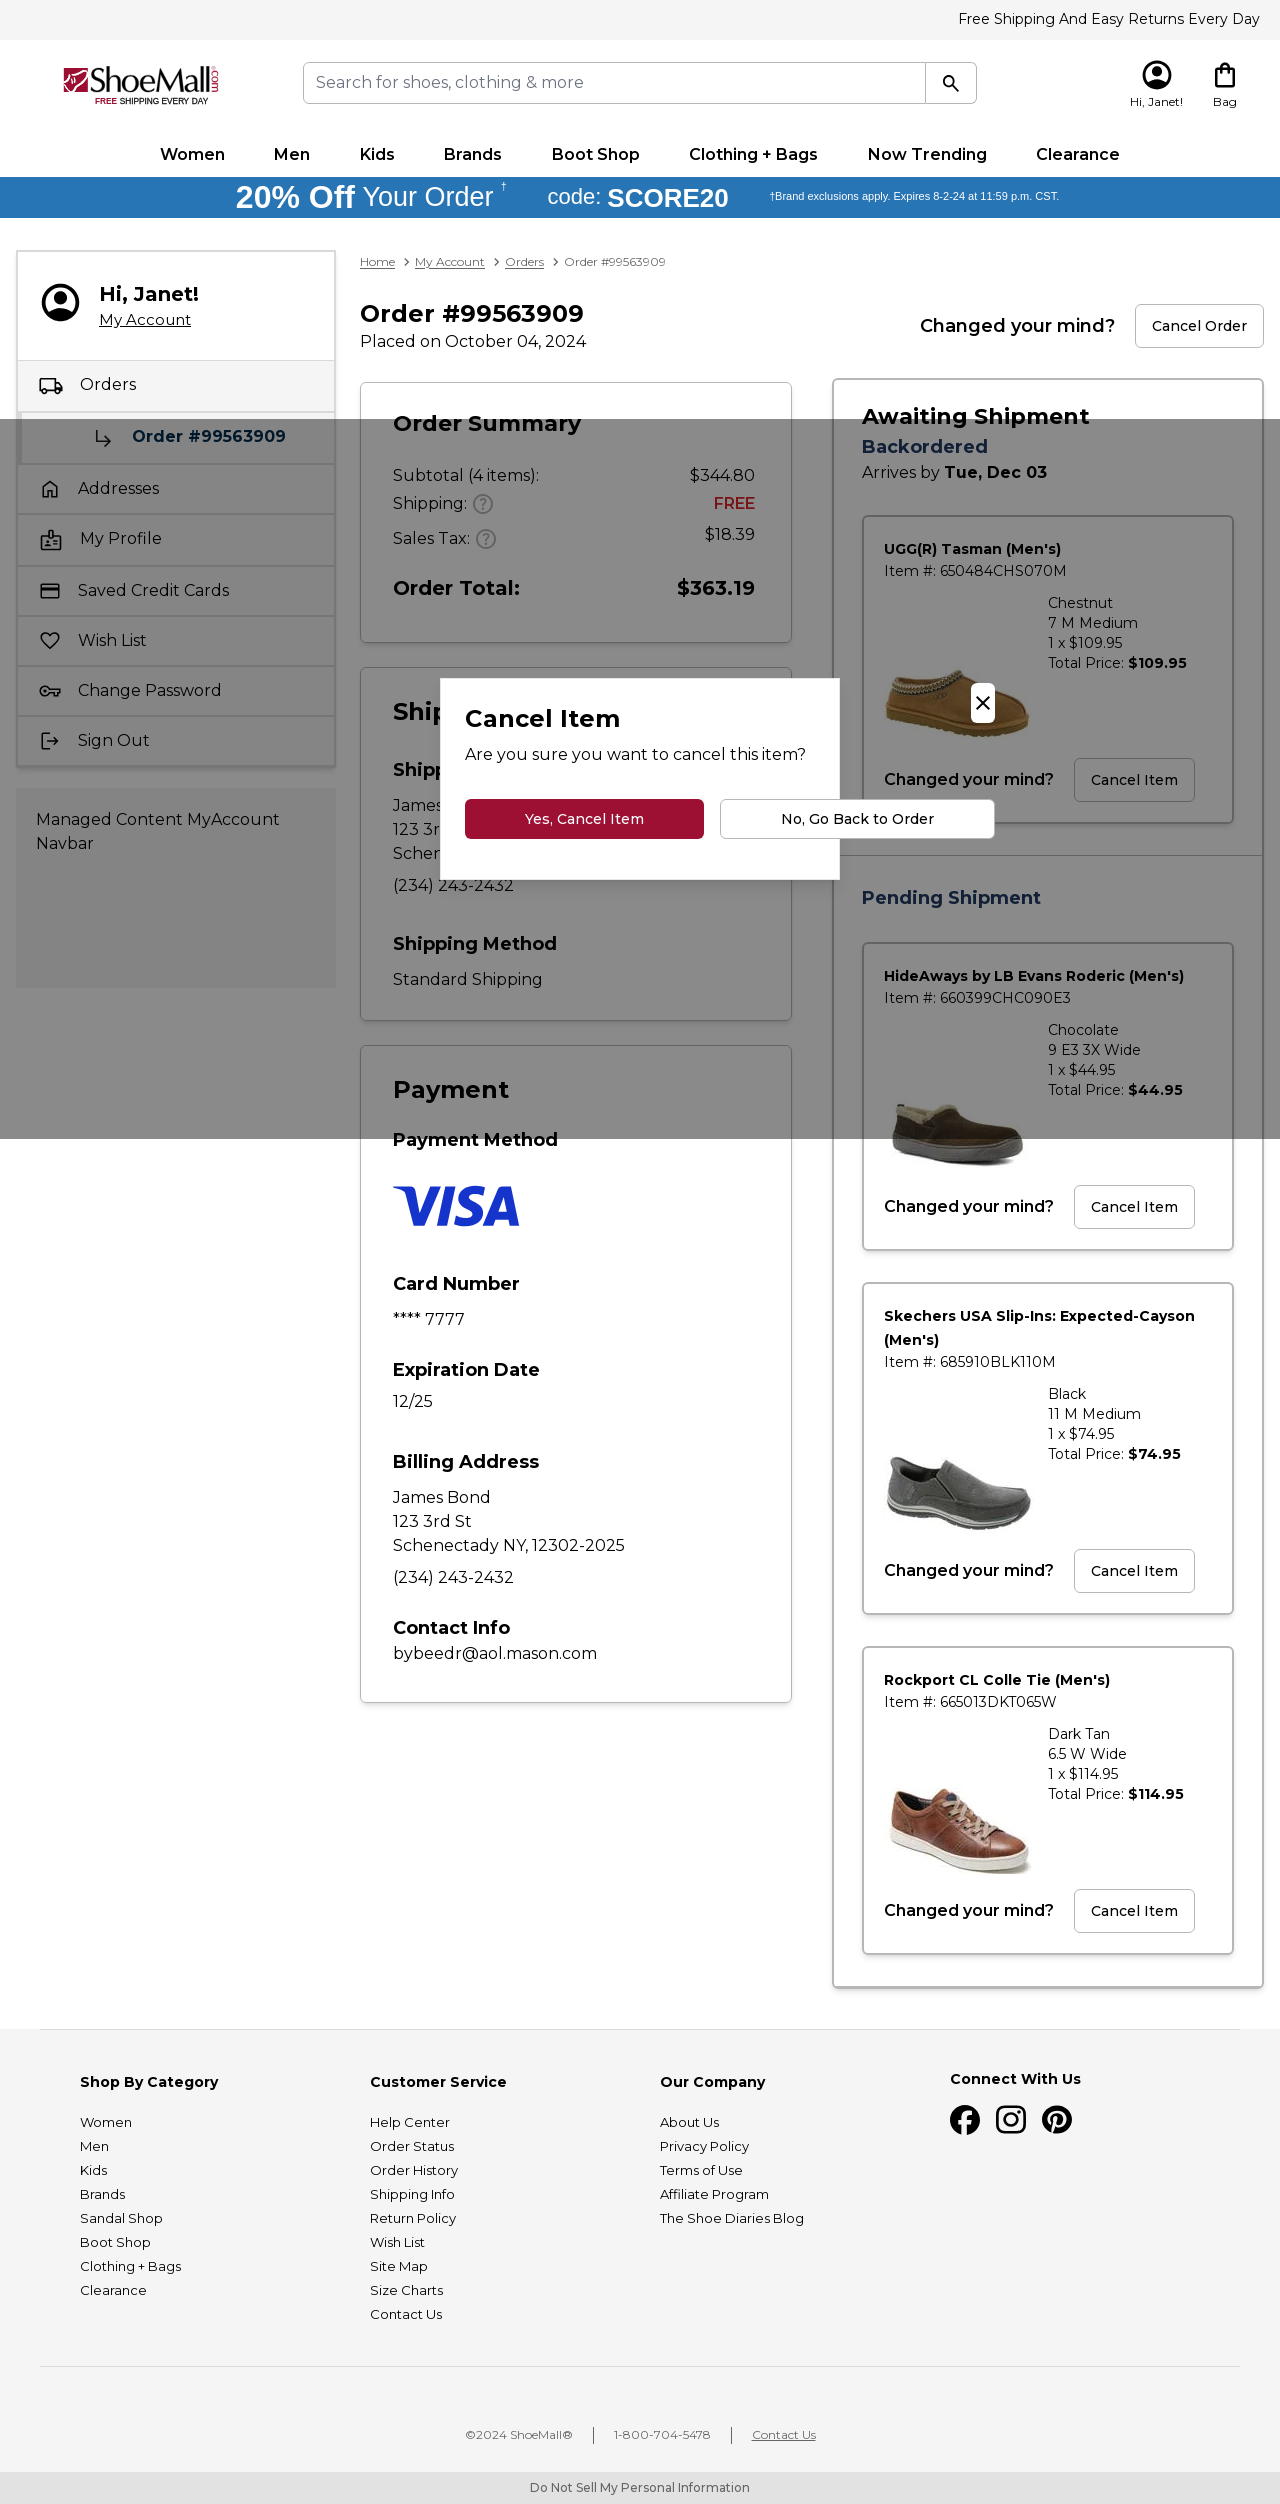 Free Shipping And Easy Returns Every Day
ShoeMall.com®
FREE SHIPPING EVERY DAY
Search for shoes, clothing & more
Hi, Janet!
Bag
Women
Men
Kids
Brands
Boot Shop
Clothing + Bags
Now Trending
Clearance
20% Off Your Order †
code: SCORE20
†Brand exclusions apply. Expires 8-2-24 at 11:59 p.m. CST.
Hi, Janet!
My Account
Orders
Order #99563909
Addresses
My Profile
Saved Credit Cards
Wish List
Change Password
Sign Out
Managed Content MyAccount
Navbar
Home > My Account > Orders > Order #99563909
Order #99563909
Placed on October 04, 2024
Changed your mind?
Cancel Order
Order Summary
Subtotal (4 items): $344.80
Shipping: ? FREE
Sales Tax: ? $18.39
Order Total: $363.19
Ship
Shipp
James
123 3r
Schen
(234) 243-2432
Shipping Method
Standard Shipping
Cancel Item
Are you sure you want to cancel this item?
Yes, Cancel Item
No, Go Back to Order
Payment
Payment Method
VISA
Card Number
**** 7777
Expiration Date
12/25
Billing Address
James Bond
123 3rd St
Schenectady NY, 12302-2025
(234) 243-2432
Contact Info
bybeedr@aol.mason.com
Awaiting Shipment
Backordered
Arrives by Tue, Dec 03
UGG(R) Tasman (Men's)
Item #: 650484CHS070M
Chestnut
7 M Medium
1 x $109.95
Total Price: $109.95
Changed your mind?
Cancel Item
Pending Shipment
HideAways by LB Evans Roderic (Men's)
Item #: 660399CHC090E3
Chocolate
9 E3 3X Wide
1 x $44.95
Total Price: $44.95
Changed your mind?
Cancel Item
Skechers USA Slip-Ins: Expected-Cayson
(Men's)
Item #: 685910BLK110M
Black
11 M Medium
1 x $74.95
Total Price: $74.95
Changed your mind?
Cancel Item
Rockport CL Colle Tie (Men's)
Item #: 665013DKT065W
Dark Tan
6.5 W Wide
1 x $114.95
Total Price: $114.95
Changed your mind?
Cancel Item
Shop By Category
Women
Men
Kids
Brands
Sandal Shop
Boot Shop
Clothing + Bags
Clearance
Customer Service
Help Center
Order Status
Order History
Shipping Info
Return Policy
Wish List
Site Map
Size Charts
Contact Us
Our Company
About Us
Privacy Policy
Terms of Use
Affiliate Program
The Shoe Diaries Blog
Connect With Us
©2024 ShoeMall®
1-800-704-5478
Contact Us
Do Not Sell My Personal Information